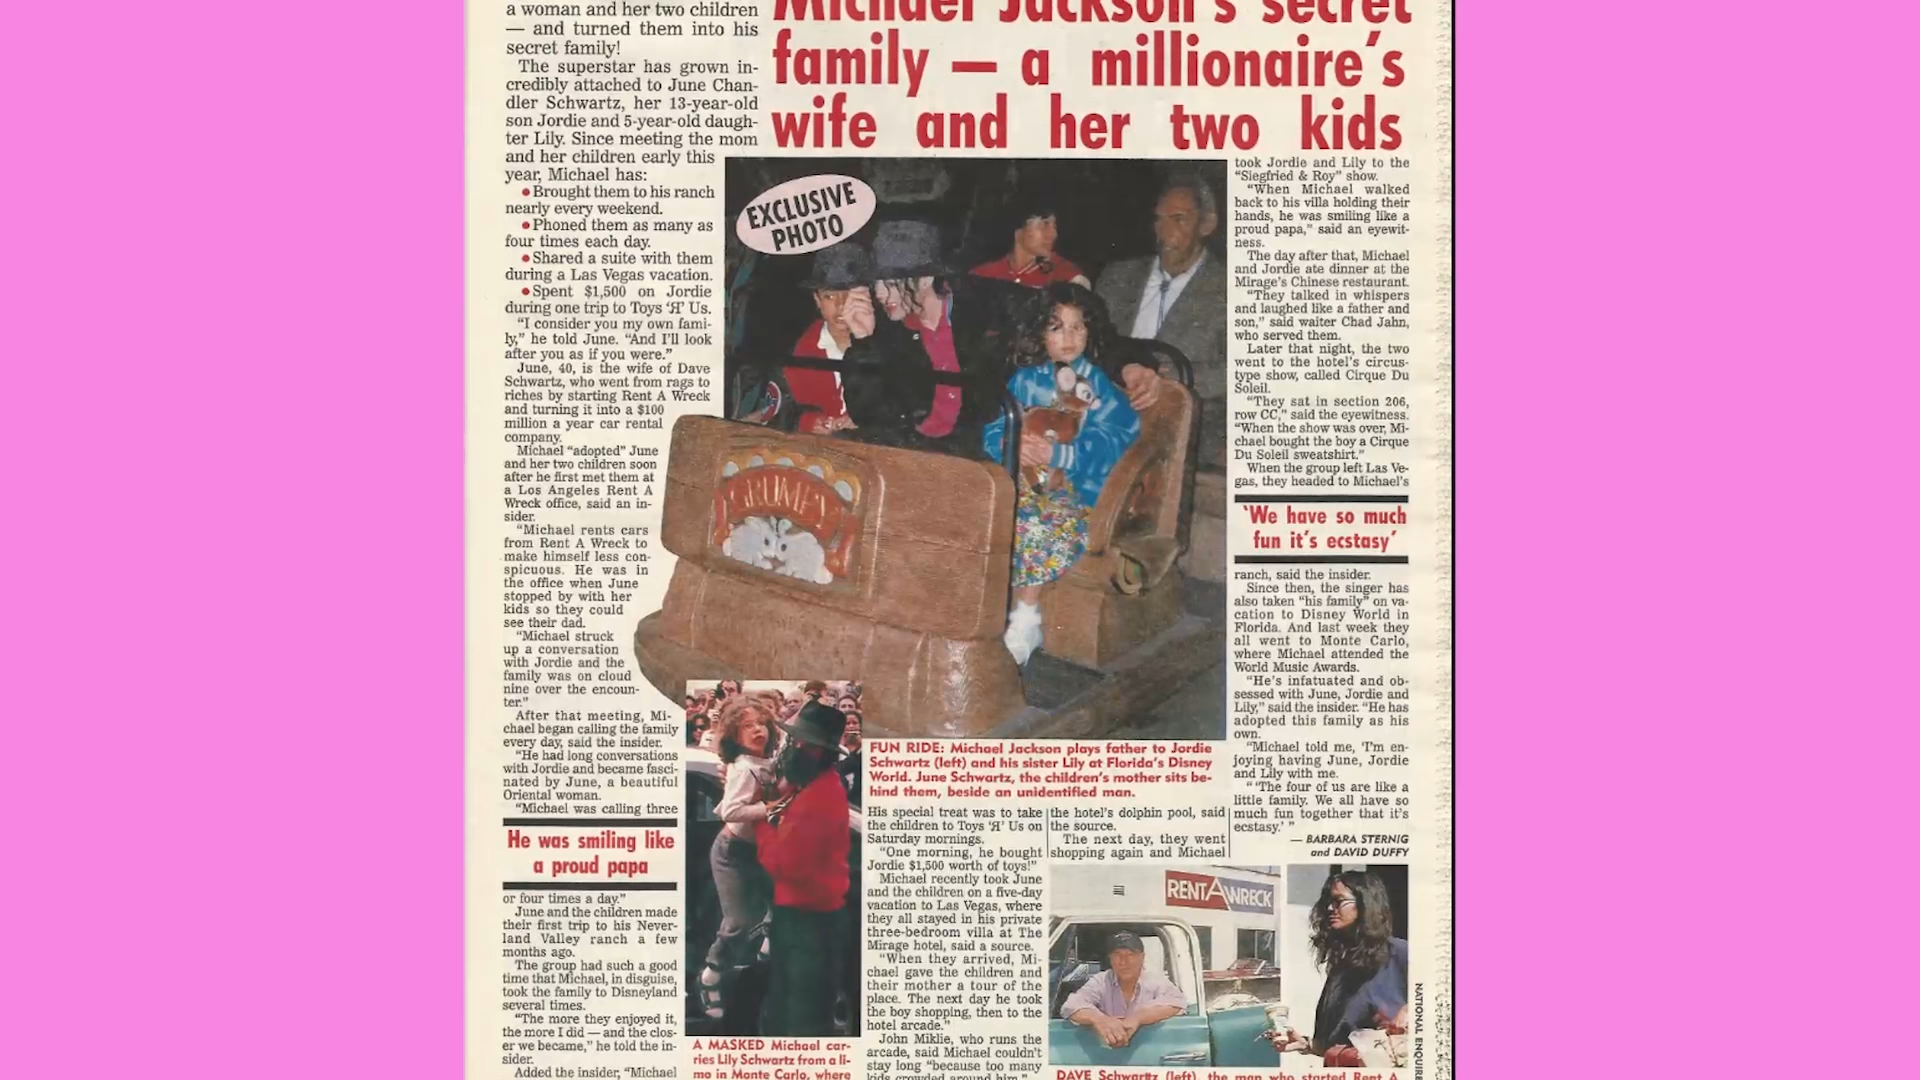 Michael Jackson's secret
family — a millionaire's
wife and her two kids
a woman and her two children
— and turned them into his
secret family!
The superstar has grown in-
credibly attached to June Chan-
dler Schwartz, her 13-year-old
son Jordie and 5-year-old daugh-
ter Lily. Since meeting the mom
and her children early this
year, Michael has:
● Brought them to his ranch
nearly every weekend.
● Phoned them as many as
four times each day.
● Shared a suite with them
during a Las Vegas vacation.
● Spent $1,500 on Jordie
during one trip to Toys 'Я' Us.
"I consider you my own fami-
ly," he told June. "And I'll look
after you as if you were."
June, 40, is the wife of Dave
Schwartz, who went from rags to
riches by starting Rent A Wreck
and turning it into a $100
million a year car rental
company.
Michael "adopted" June
and her two children soon
after he first met them at
a Los Angeles Rent A
Wreck office, said an in-
sider.
"Michael rents cars
from Rent A Wreck to
make himself less con-
spicuous. He was in
the office when June
stopped by with her
kids so they could
see their dad.
"Michael struck
up a conversation
with Jordie and the
family was on cloud
nine over the encoun-
ter."
After that meeting, Mi-
chael began calling the family
every day, said the insider.
"He had long conversations
with Jordie and became fasci-
nated by June, a beautiful
Oriental woman.
"Michael was calling three
He was smiling like
a proud papa
or four times a day."
June and the children made
their first trip to his Never-
land Valley ranch a few
months ago.
The group had such a good
time that Michael, in disguise,
took the family to Disneyland
several times.
"The more they enjoyed it,
the more I did — and the clos-
er we became," he told the in-
sider.
Added the insider, "Michael
EXCLUSIVE
PHOTO
GRUMPY
FUN RIDE: Michael Jackson plays father to Jordie
Schwartz (left) and his sister Lily at Florida's Disney
World. June Schwartz, the children's mother sits be-
hind them, beside an unidentified man.
A MASKED Michael car-
ries Lily Schwartz from a li-
mo in Monte Carlo, where
His special treat was to take
the children to Toys 'Я' Us on
Saturday mornings.
"One morning, he bought
Jordie $1,500 worth of toys!"
Michael recently took June
and the children on a five-day
vacation to Las Vegas, where
they all stayed in his private
three-bedroom villa at The
Mirage hotel, said a source.
"When they arrived, Mi-
chael gave the children and
their mother a tour of the
place. The next day he took
the boy shopping, then to the
hotel arcade."
John Miklie, who runs the
arcade, said Michael couldn't
stay long "because too many
kids crowded around him."
the hotel's dolphin pool, said
the source.
The next day, they went
shopping again and Michael
RENT A WRECK
DAVE Schwartz (left), the man who started Rent A
took Jordie and Lily to the
"Siegfried & Roy" show.
"When Michael walked
back to his villa holding their
hands, he was smiling like a
proud papa," said an eyewit-
ness.
The day after that, Michael
and Jordie ate dinner at the
Mirage's Chinese restaurant.
"They talked in whispers
and laughed like a father and
son," said waiter Chad Jahn,
who served them.
Later that night, the two
went to the hotel's circus-
type show, called Cirque Du
Soleil.
"They sat in section 206,
row CC," said the eyewitness.
"When the show was over, Mi-
chael bought the boy a Cirque
Du Soleil sweatshirt."
When the group left Las Ve-
gas, they headed to Michael's
'We have so much
fun it's ecstasy'
ranch, said the insider.
Since then, the singer has
also taken "his family" on va-
cation to Disney World in
Florida. And last week they
all went to Monte Carlo,
where Michael attended the
World Music Awards.
"He's infatuated and ob-
sessed with June, Jordie and
Lily," said the insider. "He has
adopted this family as his
own.
"Michael told me, 'I'm en-
joying having June, Jordie
and Lily with me.
"'The four of us are like a
little family. We all have so
much fun together that it's
ecstasy.'"
— BARBARA STERNIG
and DAVID DUFFY
NATIONAL ENQUIRE